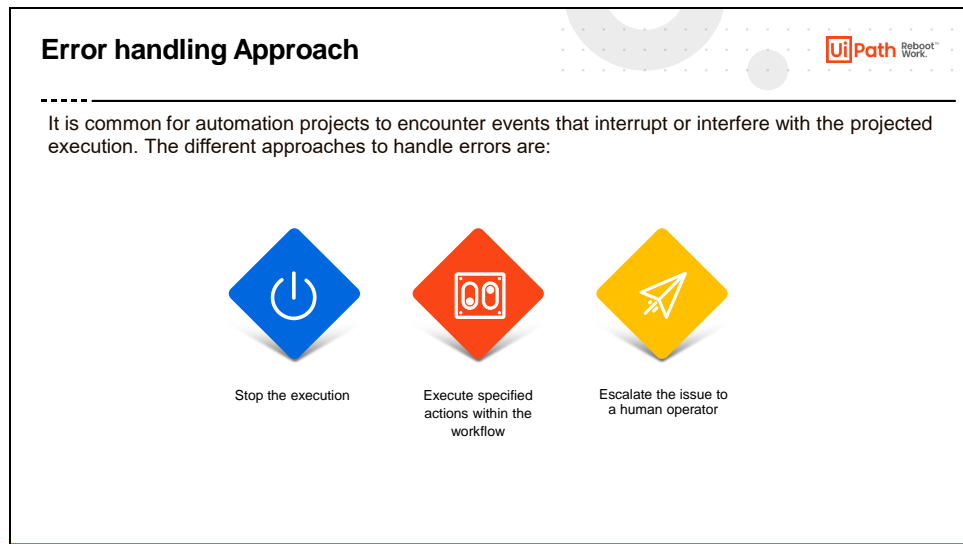 Error handling Approach
UiPath Reboot™
Work.
It is common for automation projects to encounter events that interrupt or interfere with the projected
execution. The different approaches to handle errors are:
Stop the execution
Execute specified
actions within the
workflow
Escalate the issue to
a human operator